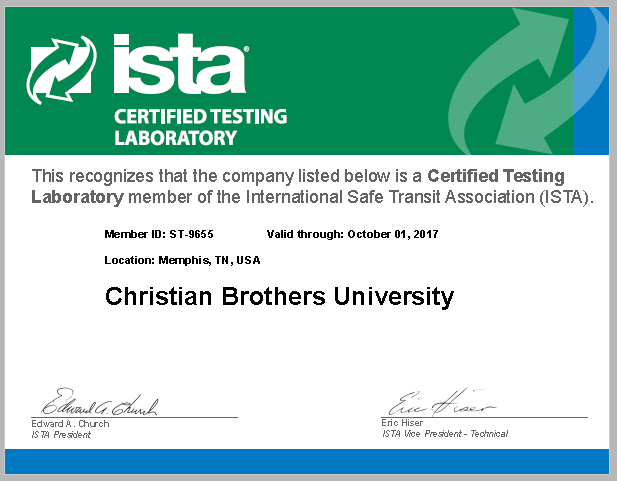 ista
CERTIFIED TESTING
LABORATORY
This recognizes that the company listed below is a Certified Testing
Laboratory member of the International Safe Transit Association (ISTA).
Member ID: ST-9655 Valid through: October 01, 2017
Location: Memphis, TN, USA
Christian Brothers University
Edward A. Church Eric Hiser
Edward A. Church Eric Hiser
ISTA President ISTA Vice President - Technical